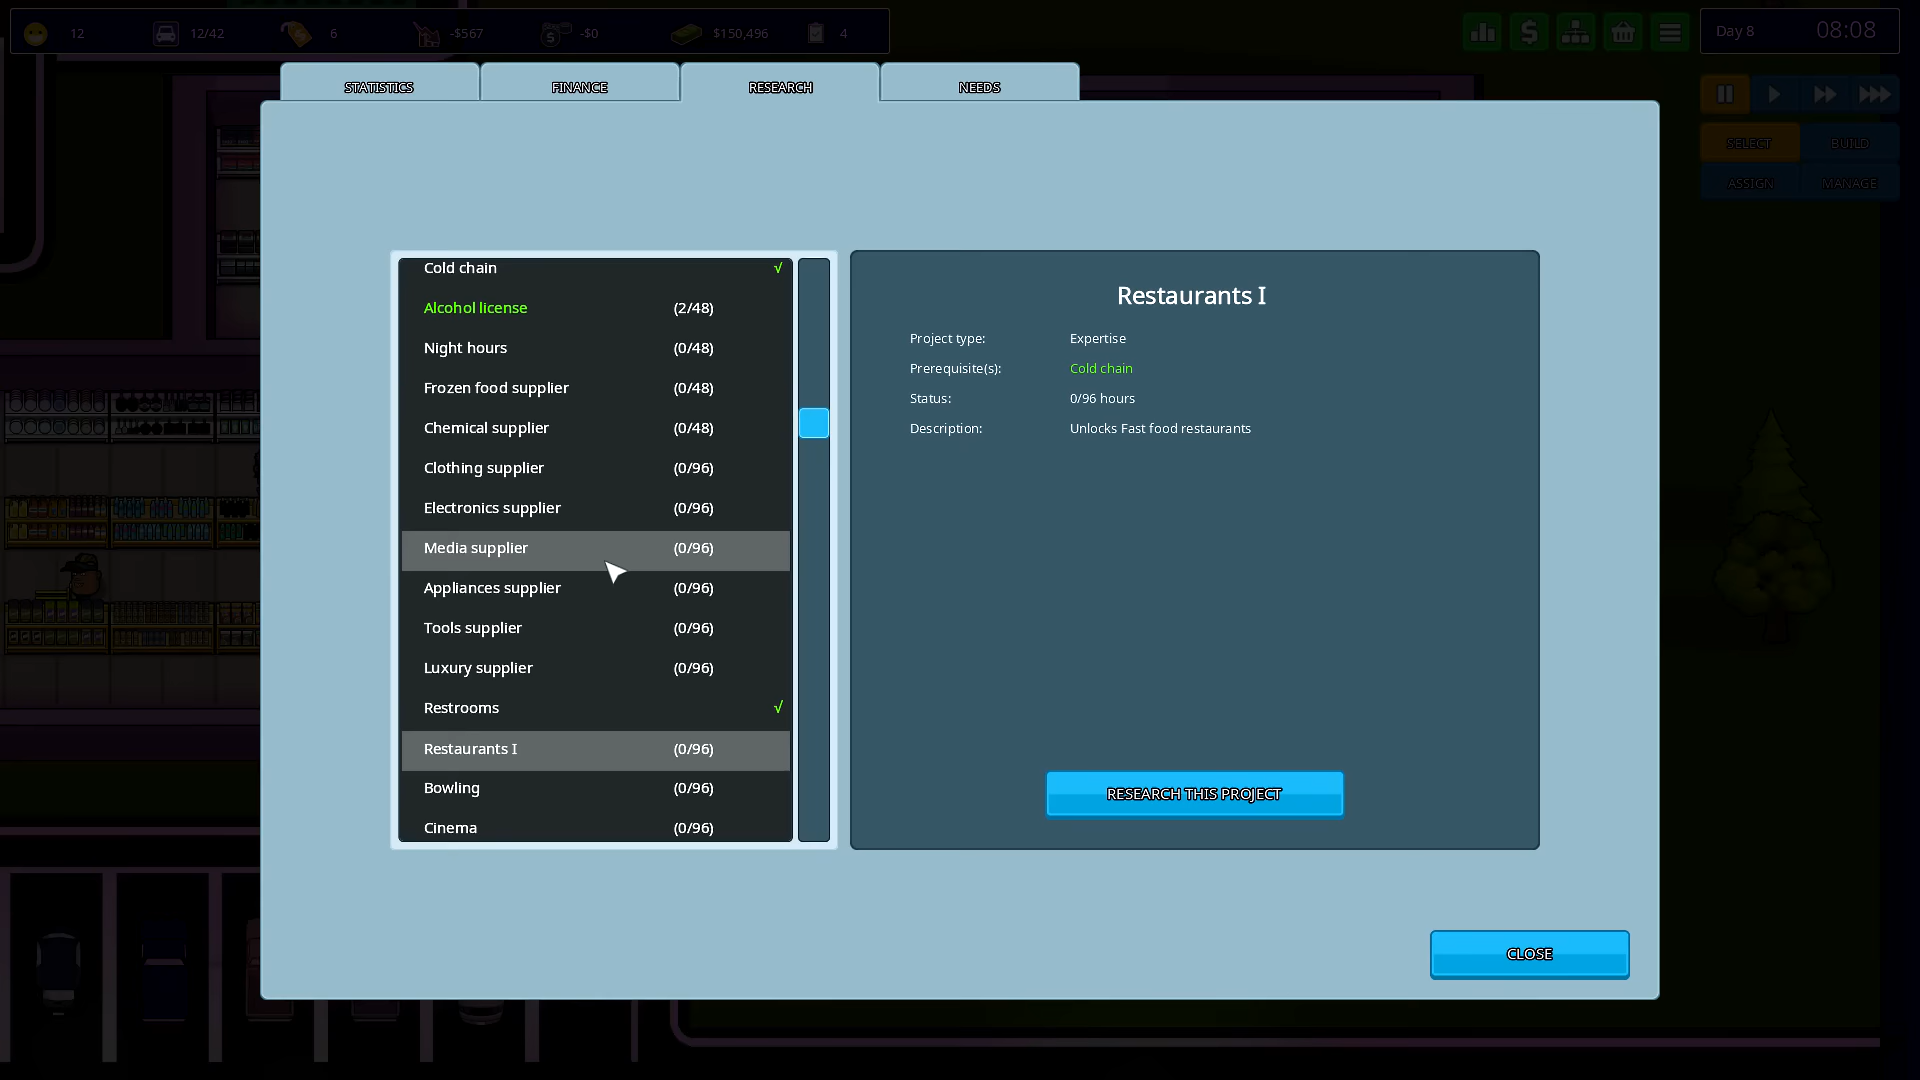 12
12/42
6
-$567
-$0
$150,496
4
Day 8
08:08
STATISTICS
FINANCE
RESEARCH
NEEDS
SELECT
BUILD
ASSIGN
MANAGE
Cold chain √
Alcohol license (2/48)
Night hours (0/48)
Frozen food supplier (0/48)
Chemical supplier (0/48)
Clothing supplier (0/96)
Electronics supplier (0/96)
Media supplier (0/96)
Appliances supplier (0/96)
Tools supplier (0/96)
Luxury supplier (0/96)
Restrooms √
Restaurants I (0/96)
Bowling (0/96)
Cinema (0/96)
Restaurants I
Project type: Expertise
Prerequisite(s): Cold chain
Status: 0/96 hours
Description: Unlocks Fast food restaurants
RESEARCH THIS PROJECT
CLOSE